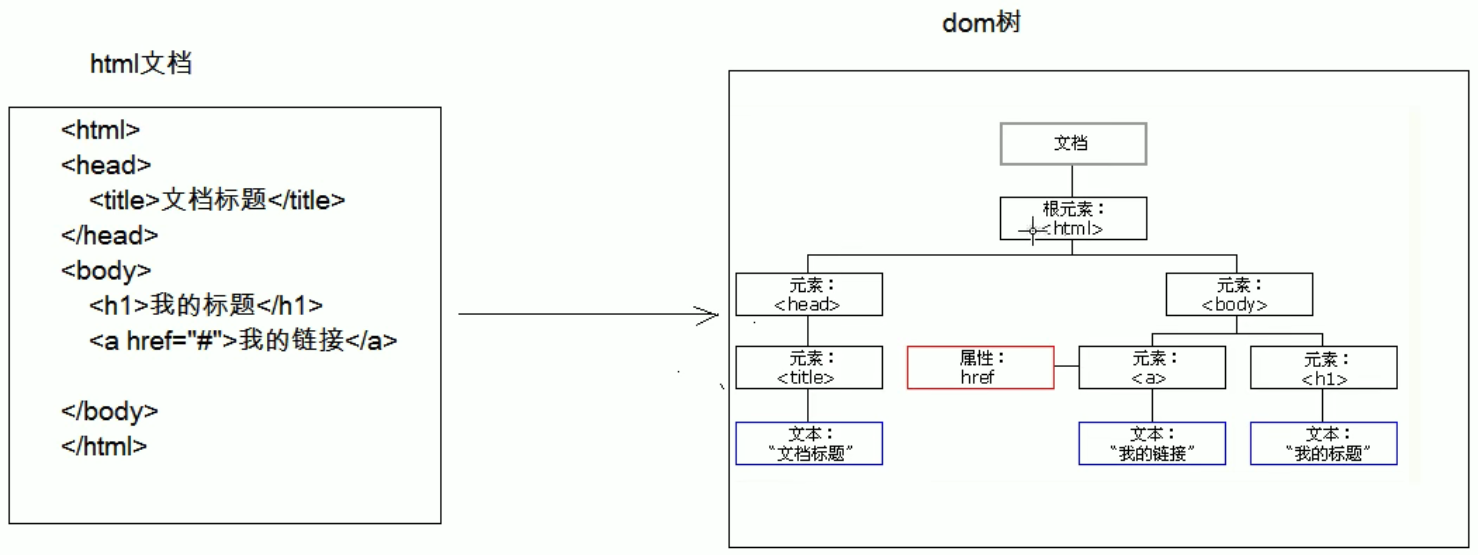 html文档
<html>
<head>
<title>文档标题</title>
</head>
<body>
<h1>我的标题</h1>
<a href="#">我的链接</a>
</body>
</html>
dom树
文档
根元素：
<html>
元素：
<head>
元素：
<body>
元素：
<title>
属性：
href
元素：
<a>
元素：
<h1>
文本：
“文档标题”
文本：
“我的链接”
文本：
“我的标题”